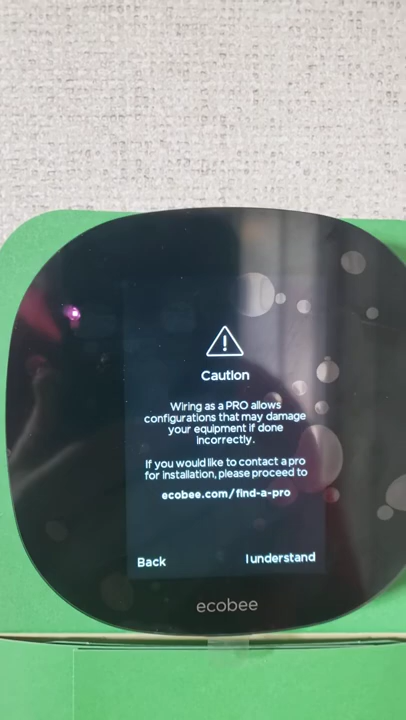 Caution
Wiring as a PRO allows
configurations that may damage
your equipment if done
incorrectly.
If you would like to contact a pro
for installation, please proceed to
ecobee.com/find-a-pro
Back I understand
ecobee